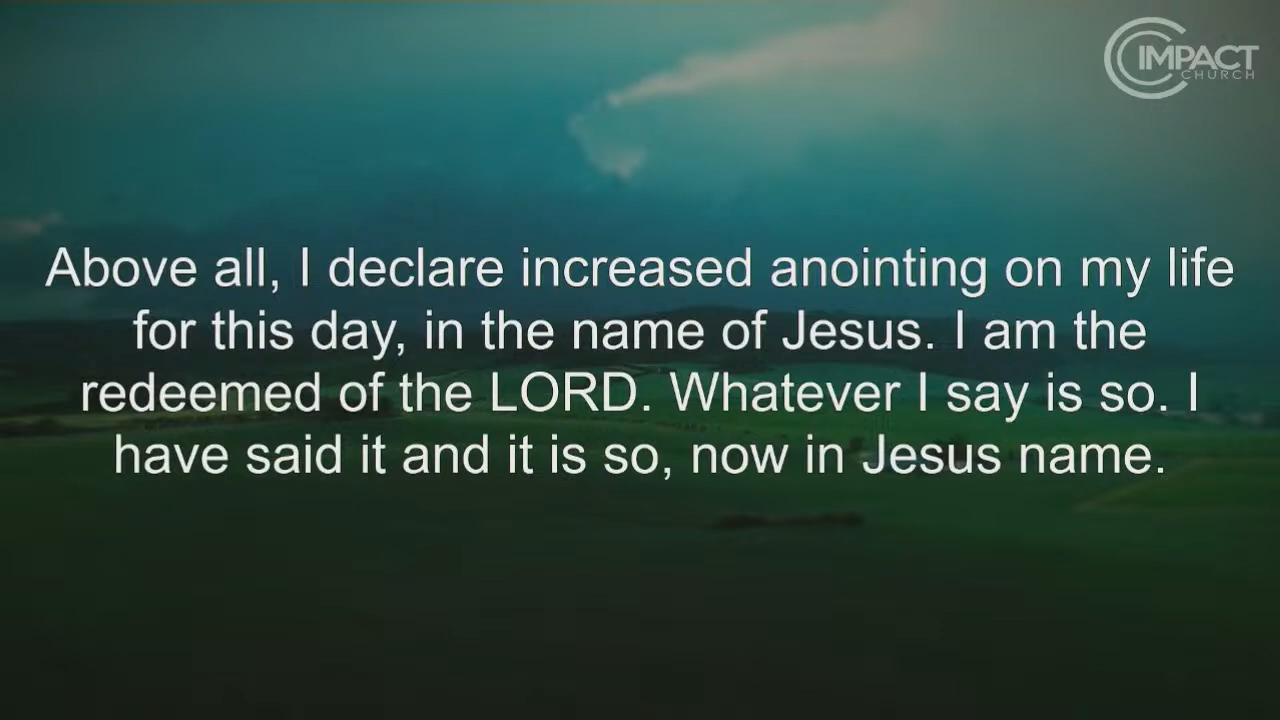 IMPACT
CHURCH
Above all, I declare increased anointing on my life
for this day, in the name of Jesus. I am the
redeemed of the LORD. Whatever I say is so. I
have said it and it is so, now in Jesus name.